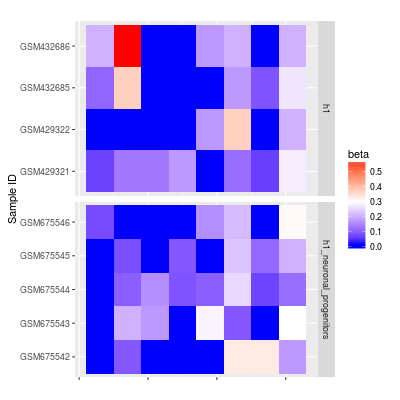 GSM432686
GSM432685
GSM429322
GSM429321
h1
GSM675546
GSM675545
GSM675544
GSM675543
GSM675542
h1_neuronal_progenitors
Sample ID
beta
0.5
0.4
0.3
0.2
0.1
0.0